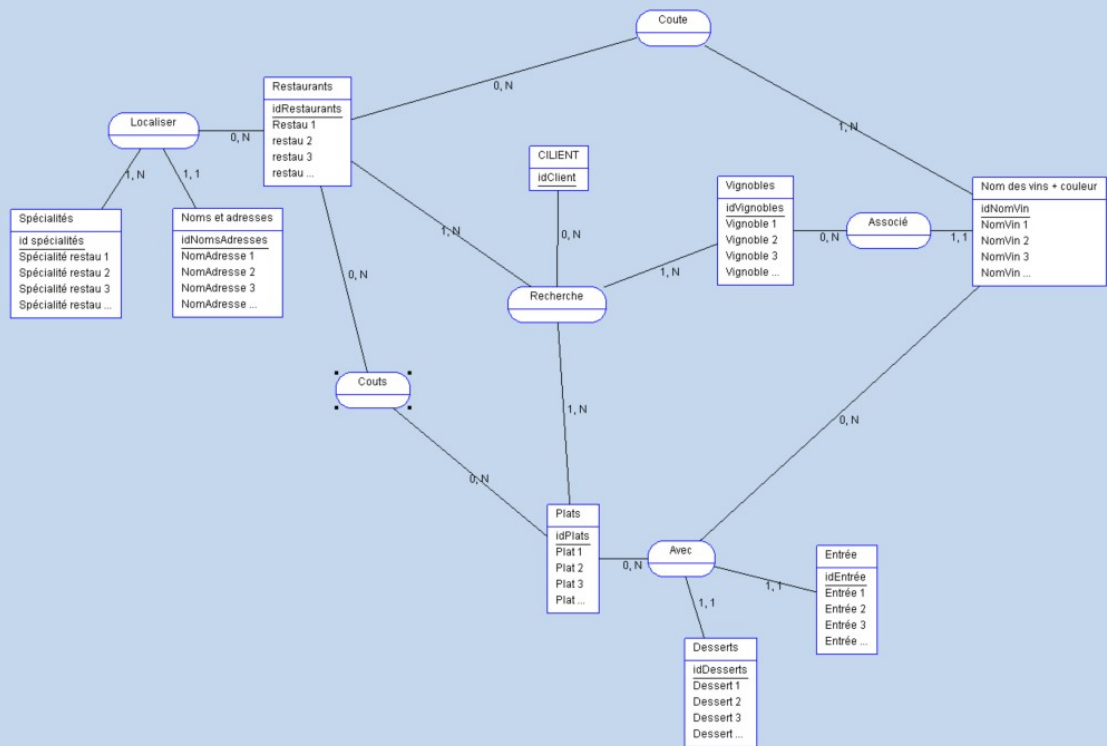 Coute
0, N
1, N
Restaurants
idRestaurants
Restau 1
restau 2
restau 3
restau ...
Localiser
0, N
1, N
1, 1
Spécialités
id spécialités
Spécialité restau 1
Spécialité restau 2
Spécialité restau 3
Spécialité restau ...
Noms et adresses
idNomsAdresses
NomAdresse 1
NomAdresse 2
NomAdresse 3
NomAdresse ...
CILIENT
idClient
0, N
1, N
Vignobles
idVignobles
Vignoble 1
Vignoble 2
Vignoble 3
Vignoble ...
0, N
Associé
1, 1
Nom des vins + couleur
idNomVin
NomVin 1
NomVin 2
NomVin 3
NomVin ...
1, N
Recherche
0, N
Couts
1, N
0, N
0, N
Plats
idPlats
Plat 1
Plat 2
Plat 3
Plat ...
0, N
Avec
1, 1
1, 1
Entrée
idEntrée
Entrée 1
Entrée 2
Entrée 3
Entrée ...
Desserts
idDesserts
Dessert 1
Dessert 2
Dessert 3
Dessert ...